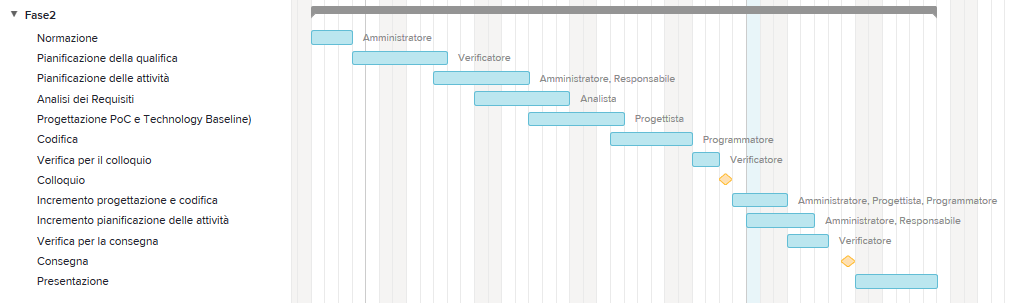 Fase2
Normazione Amministratore
Pianificazione della qualifica Verificatore
Pianificazione delle attività Amministratore, Responsabile
Analisi dei Requisiti Analista
Progettazione PoC e Technology Baseline) Progettista
Codifica Programmatore
Verifica per il colloquio Verificatore
Colloquio
Incremento progettazione e codifica Amministratore, Progettista, Programmatore
Incremento pianificazione delle attività Amministratore, Responsabile
Verifica per la consegna Verificatore
Consegna
Presentazione